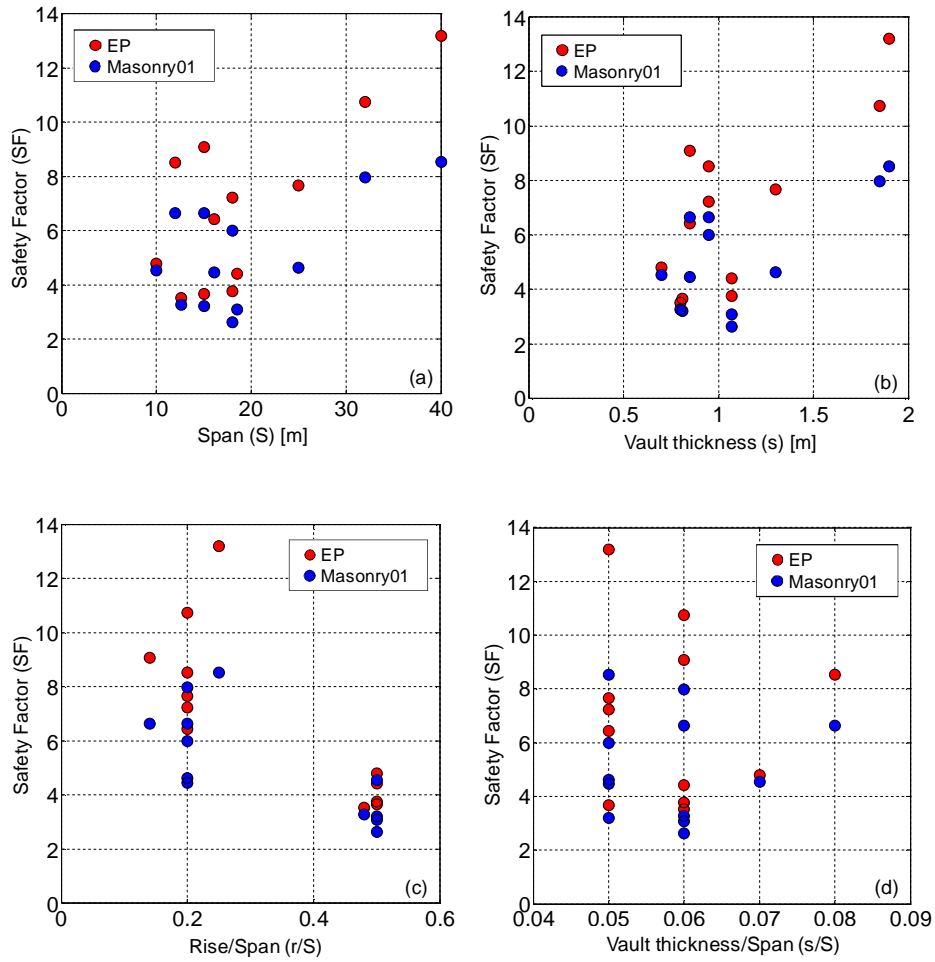 14
12
10
8
6
4
2
0
Safety Factor (SF)
EP
Masonry01
(a)
0 10 20 30 40
Span (S) [m]
14
12
10
8
6
4
2
0
Safety Factor (SF)
EP
Masonry01
(b)
0 0.5 1 1.5 2
Vault thickness (s) [m]
14
12
10
8
6
4
2
0
Safety Factor (SF)
EP
Masonry01
(c)
0 0.2 0.4 0.6
Rise/Span (r/S)
14
12
10
8
6
4
2
0
Safety Factor (SF)
EP
Masonry01
(d)
0.04 0.05 0.06 0.07 0.08 0.09
Vault thickness/Span (s/S)